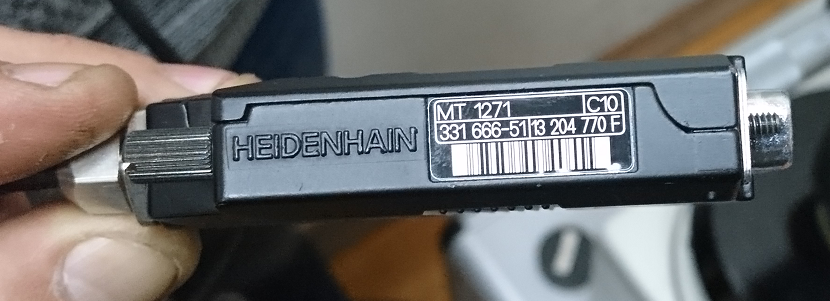 HEIDENHAIN
MT 1271 C10
331 666-51 13 204 770 F